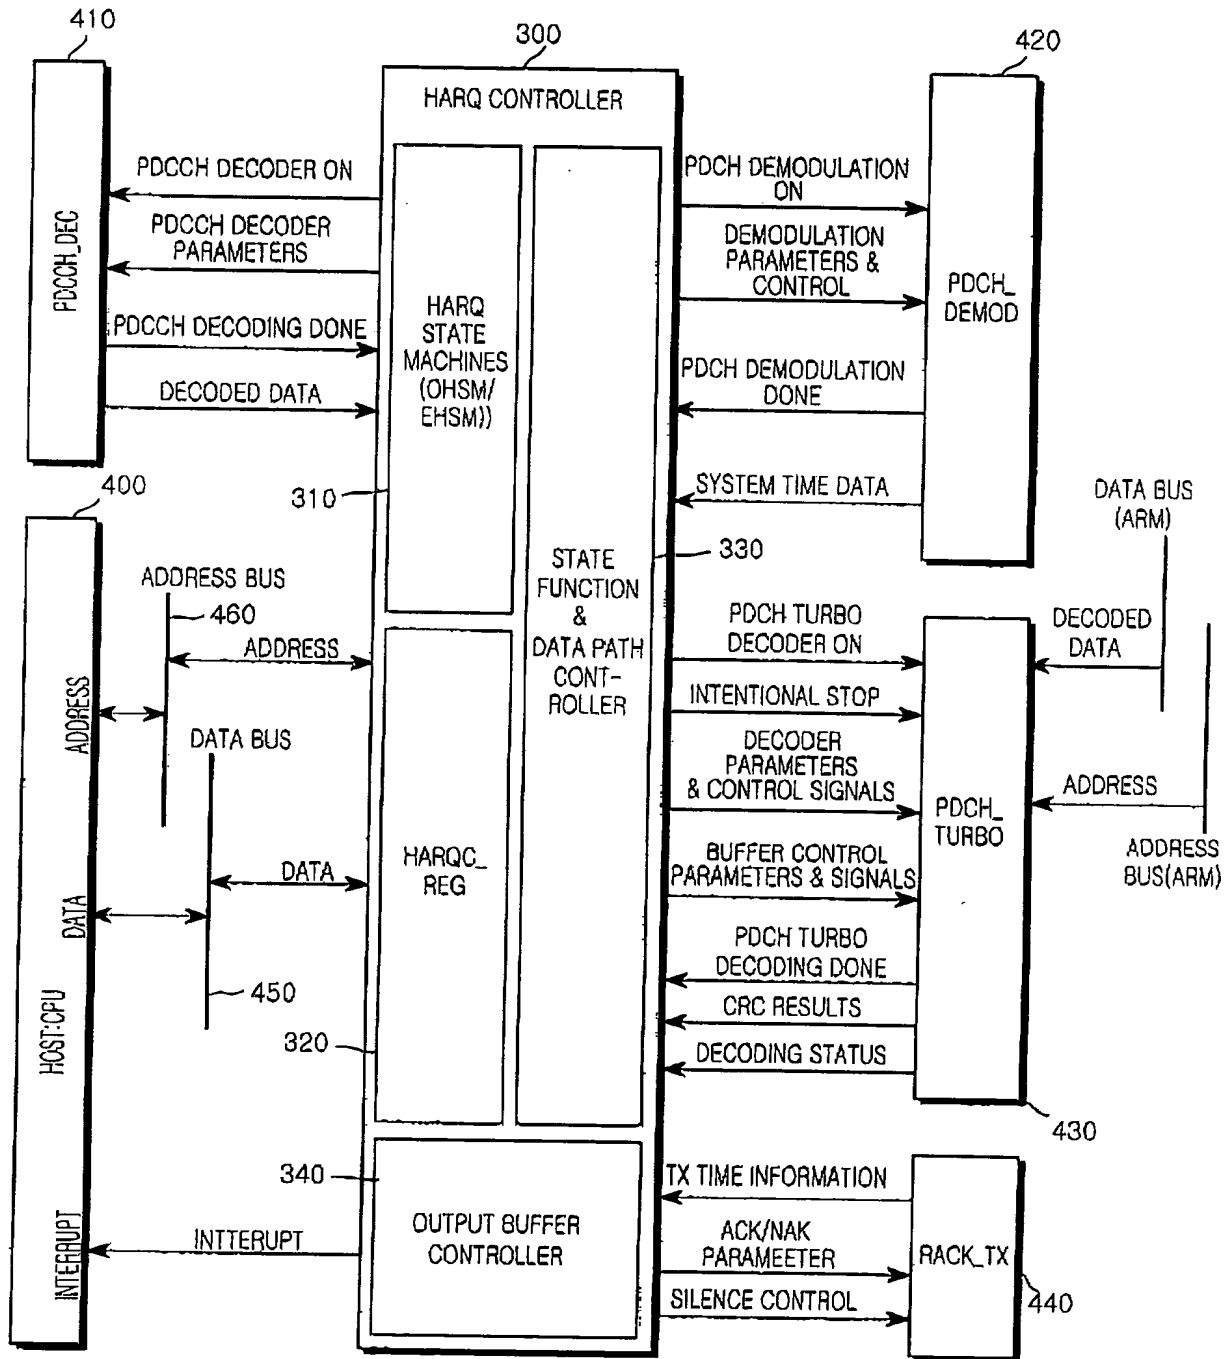 410
300
420
HARQ CONTROLLER
PDCCH_DEC
PDCCH DECODER ON
PDCCH DECODER
PARAMETERS
PDCCH DECODING DONE
DECODED DATA
HARQ
STATE
MACHINES
(OHSM/
EHSM))
310
STATE
FUNCTION
&
DATA PATH
CONT-
ROLLER
330
PDCH DEMODULATION
ON
DEMODULATION
PARAMETERS &
CONTROL
PDCH DEMODULATION
DONE
SYSTEM TIME DATA
PDCH_
DEMOD
DATA BUS
(ARM)
400
HOST:CPU
ADDRESS
DATA
INTERRUPT
ADDRESS BUS
460
ADDRESS
DATA BUS
DATA
450
HARQC_
REG
320
PDCH TURBO
DECODER ON
INTENTIONAL STOP
DECODER
PARAMETERS
& CONTROL SIGNALS
BUFFER CONTROL
PARAMETERS & SIGNALS
PDCH TURBO
DECODING DONE
CRC RESULTS
DECODING STATUS
PDCH_
TURBO
DECODED
DATA
ADDRESS
ADDRESS
BUS(ARM)
430
340
OUTPUT BUFFER
CONTROLLER
INTTERUPT
TX TIME INFORMATION
ACK/NAK
PARAMEETER
SILENCE CONTROL
RACK_TX
440